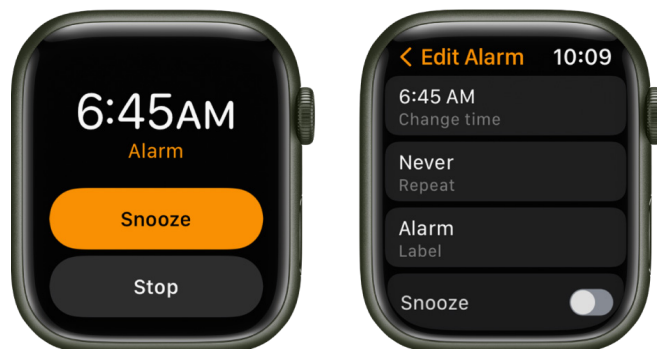 6:45AM
Alarm
Snooze
Stop
Edit Alarm 10:09
6:45 AM
Change time
Never
Repeat
Alarm
Label
Snooze